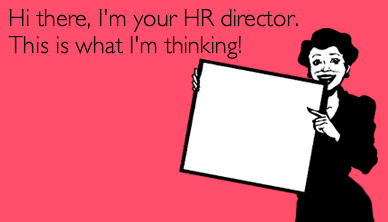 Hi there, I'm your HR director.
This is what I'm thinking!